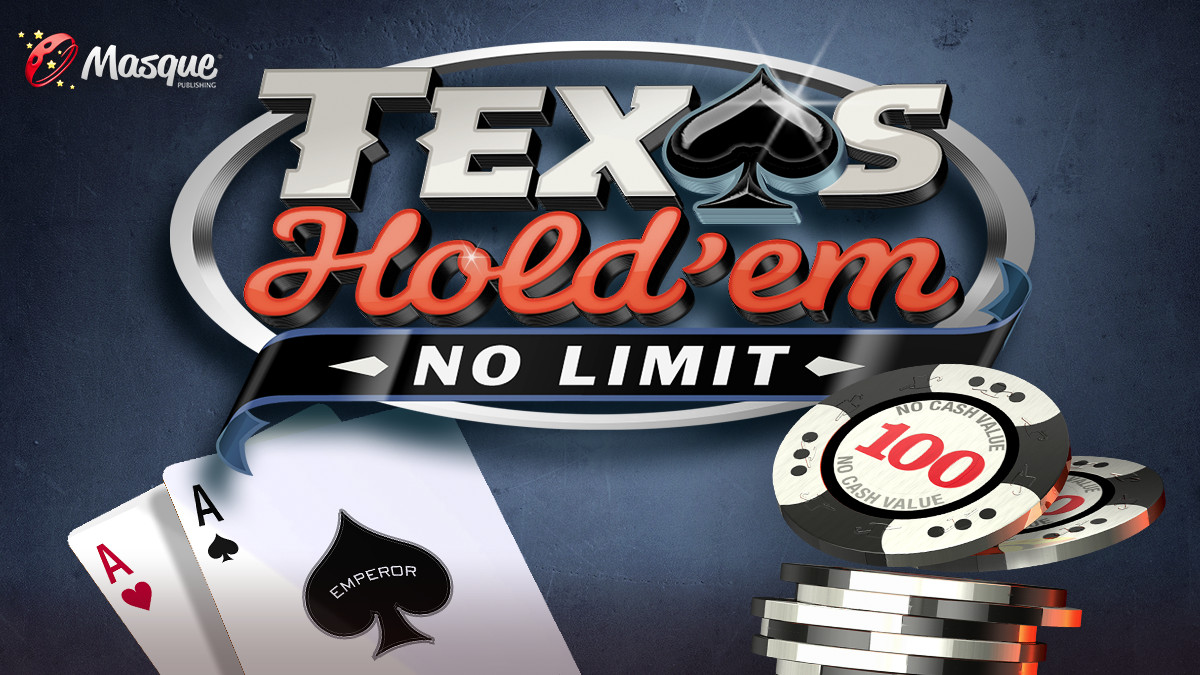 Masque
PUBLISHING
TEXAS
Hold'em
NO LIMIT
NO CASH VALUE
100
NO CASH VALUE
A
A
EMPEROR